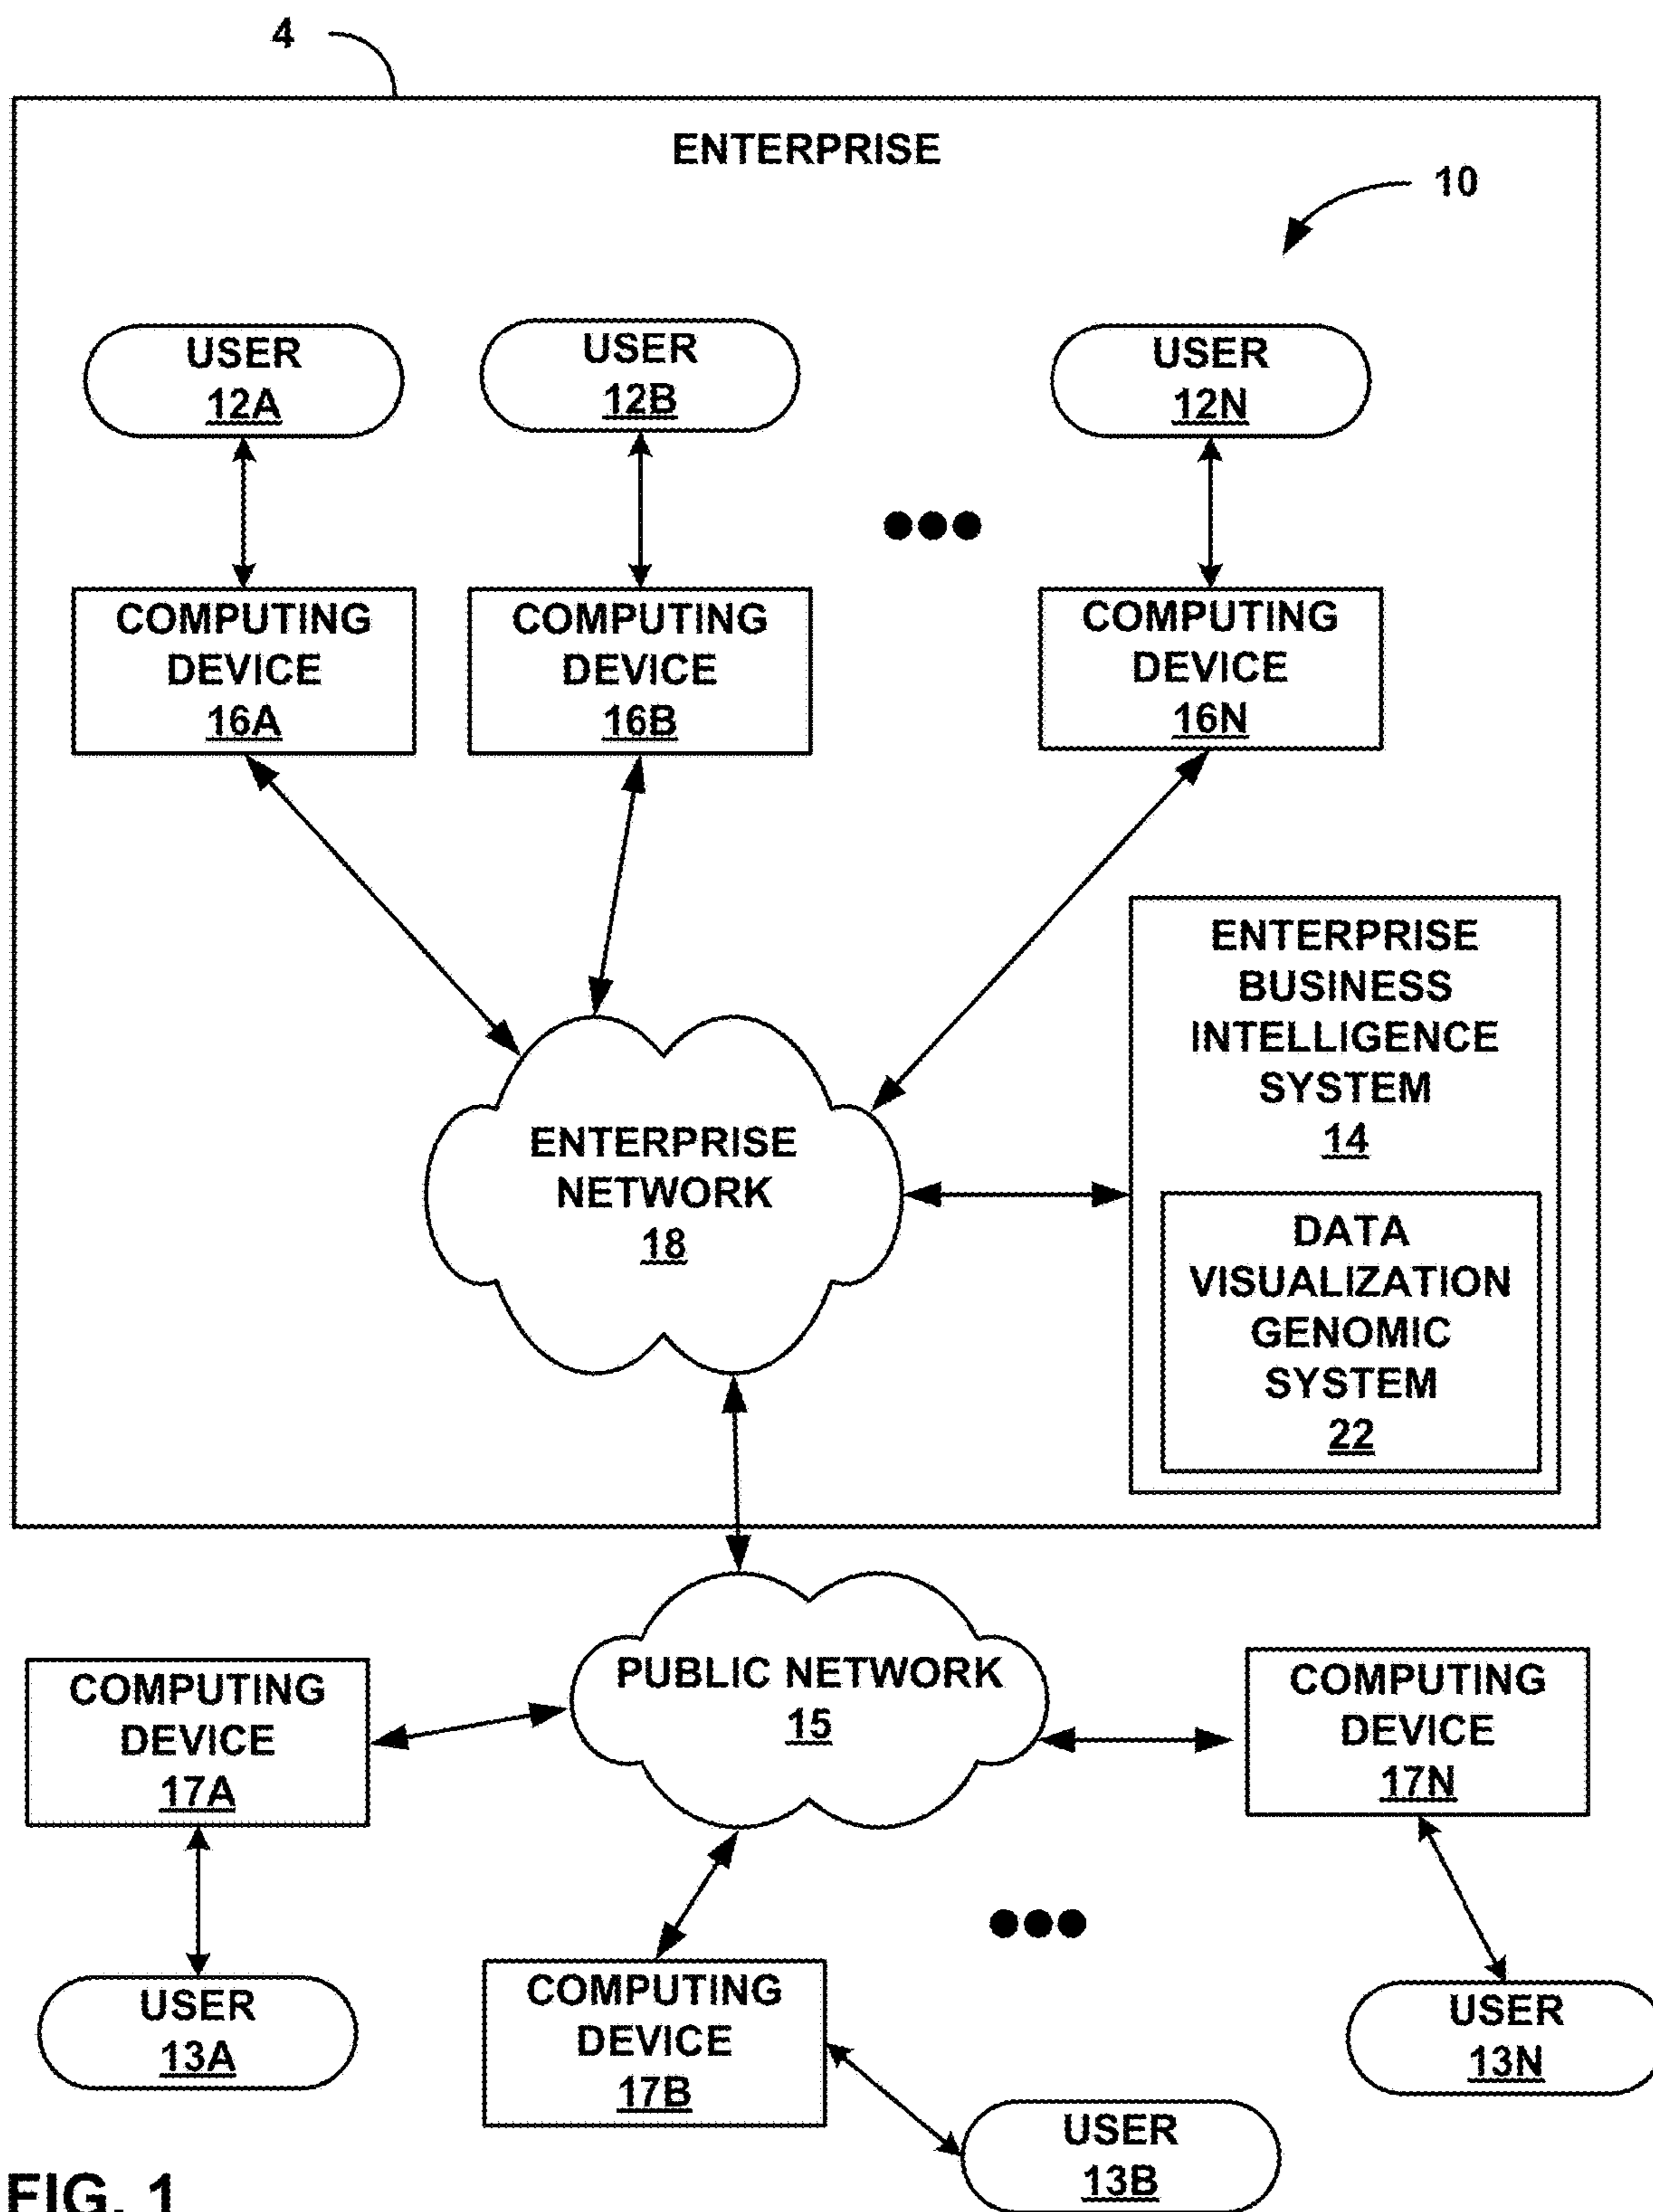 4
ENTERPRISE
10
USER
12A
USER
12B
USER
12N
COMPUTING
DEVICE
16A
COMPUTING
DEVICE
16B
COMPUTING
DEVICE
16N
ENTERPRISE
BUSINESS
INTELLIGENCE
SYSTEM
14
ENTERPRISE
NETWORK
18
DATA
VISUALIZATION
GENOMIC
SYSTEM
22
PUBLIC NETWORK
15
COMPUTING
DEVICE
17A
COMPUTING
DEVICE
17N
USER
13A
COMPUTING
DEVICE
17B
USER
13N
USER
13B
FIG. 1